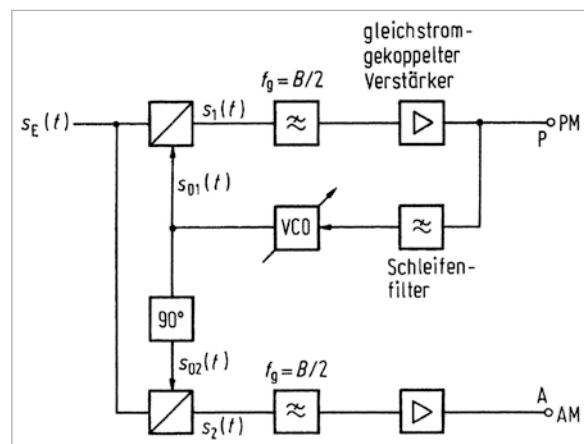 gleichstrom-
gekoppelter
Verstärker
f_g = B/2
s_E(t)
s_1(t)
P
PM
s_01(t)
VCO
Schleifen-
filter
90°
s_02(t)
f_g = B/2
s_2(t)
A
AM